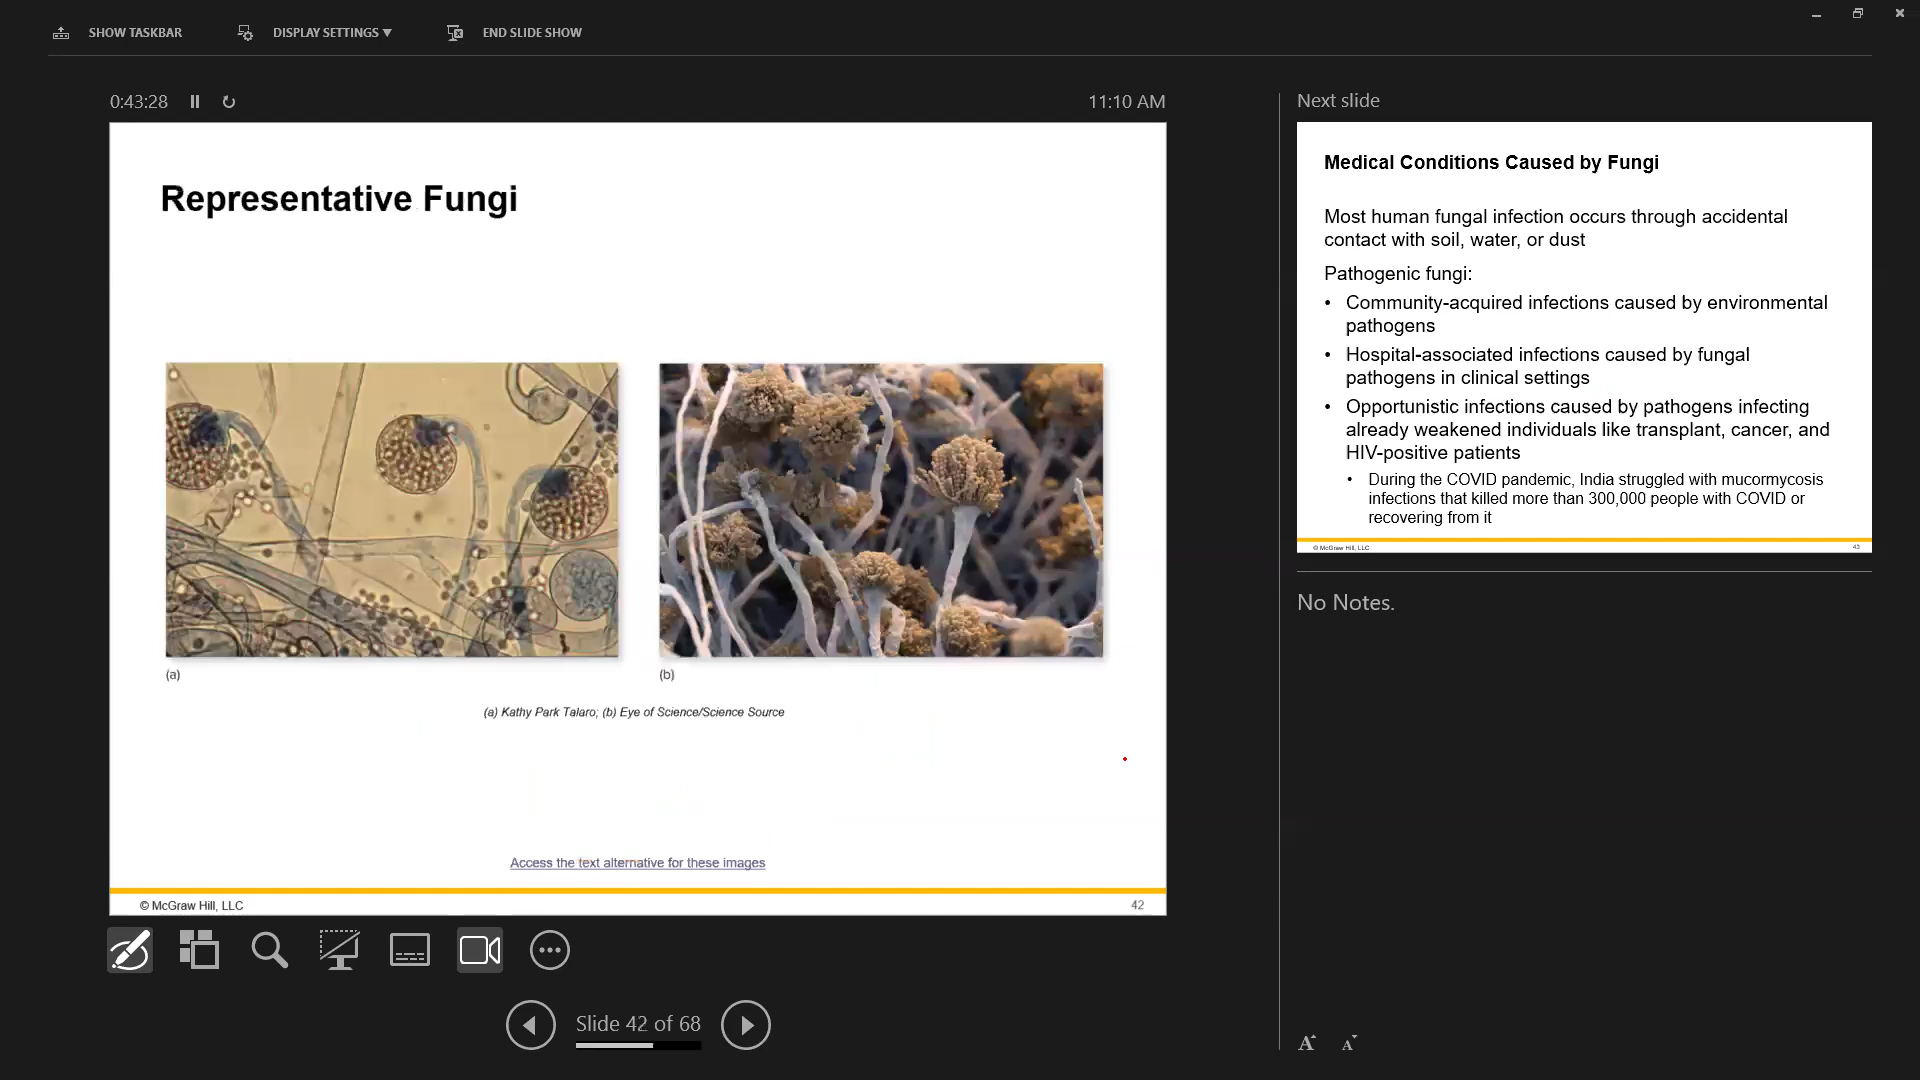 SHOW TASKBAR
DISPLAY SETTINGS ▼
END SLIDE SHOW
0:43:28
11:10 AM
Representative Fungi
(a)
(b)
(a) Kathy Park Talaro; (b) Eye of Science/Science Source
Access the text alternative for these images
© McGraw Hill, LLC
42
Slide 42 of 68
Next slide
Medical Conditions Caused by Fungi
Most human fungal infection occurs through accidental
contact with soil, water, or dust
Pathogenic fungi:
• Community-acquired infections caused by environmental
pathogens
• Hospital-associated infections caused by fungal
pathogens in clinical settings
• Opportunistic infections caused by pathogens infecting
already weakened individuals like transplant, cancer, and
HIV-positive patients
• During the COVID pandemic, India struggled with mucormycosis
infections that killed more than 300,000 people with COVID or
recovering from it
© McGraw Hill, LLC
43
No Notes.
A A